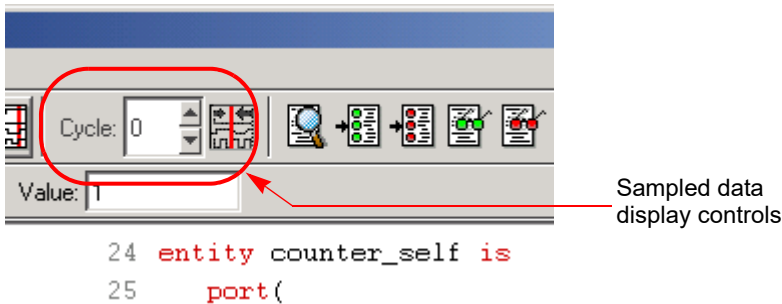 Cycle: 0
Value: 1
Sampled data
display controls
24 entity counter_self is
25 port(